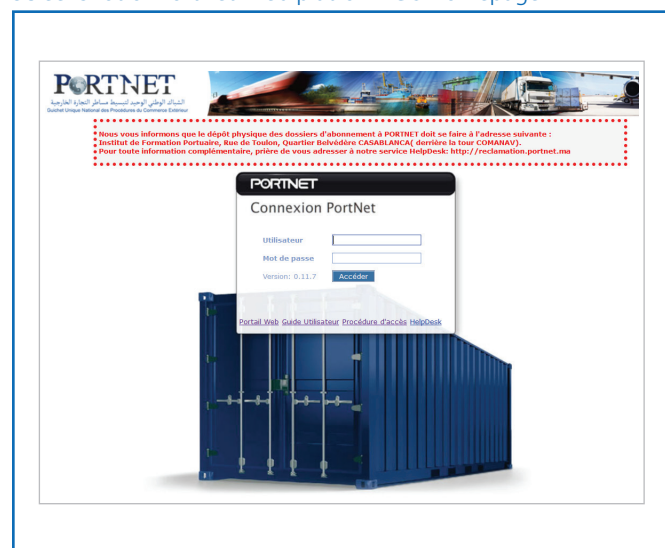 PORTNET
الشباك الوطني الوحيد لتبسيط مساطر التجارة الخارجية
Guichet Unique National des Procédures du Commerce Extérieur
Nous vous informons que le dépôt physique des dossiers d'abonnement à PORTNET doit se faire à l'adresse suivante :
Institut de Formation Portuaire, Rue de Toulon, Quartier Belvédère CASABLANCA( derrière la tour COMANAV).
Pour toute information complémentaire, prière de vous adresser à notre service HelpDesk: http://reclamation.portnet.ma
PORTNET
Connexion PortNet
Utilisateur
Mot de passe
Version: 0.11.7 Accéder
Portail Web Guide Utilisateur Procédure d'accès HelpDesk